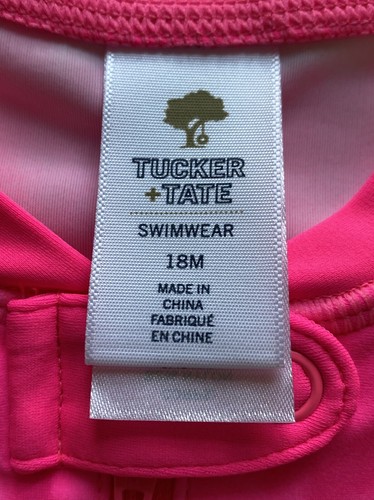 TUCKER
+TATE
SWIMWEAR
18M
MADE IN
CHINA
FABRIQUÉ
EN CHINE